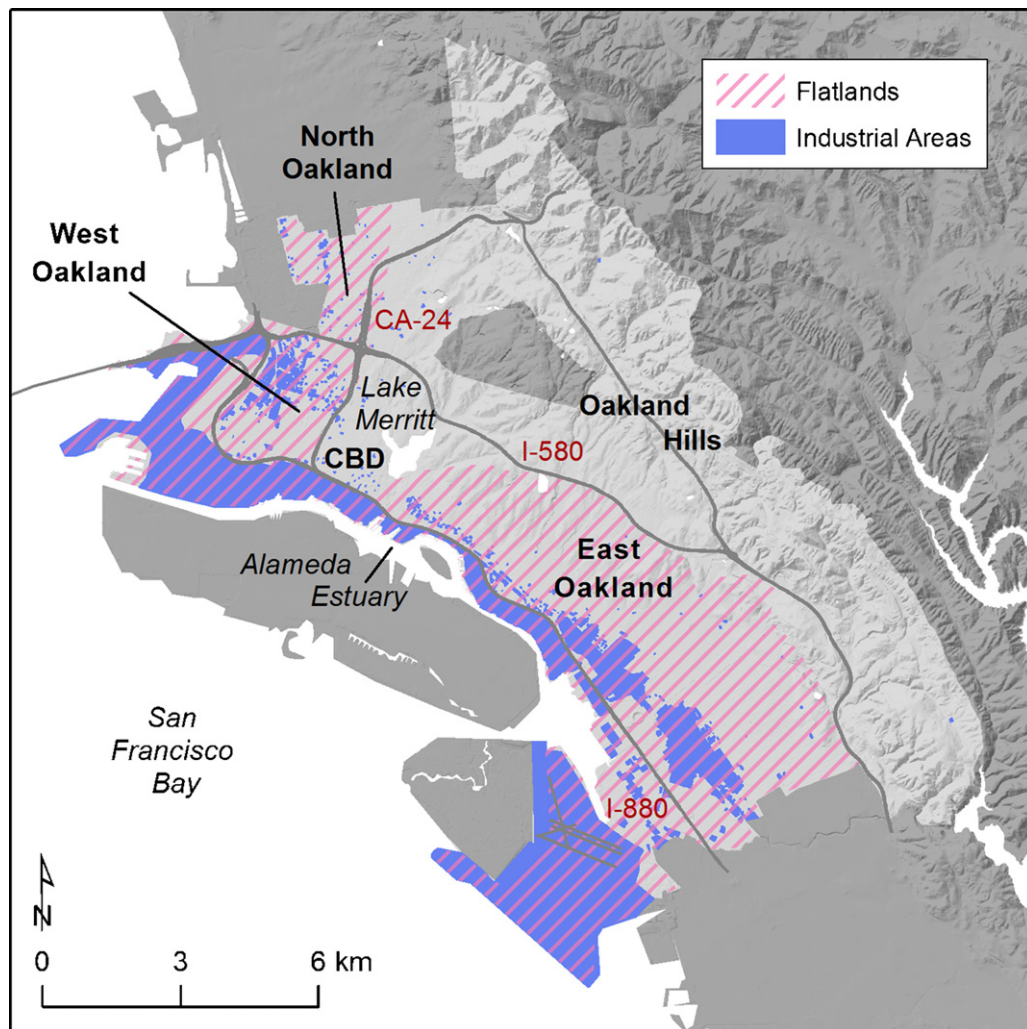 Flatlands
Industrial Areas
North
Oakland
West
Oakland
CA-24
Lake
Merritt
Oakland
Hills
CBD
I-580
East
Oakland
Alameda
Estuary
San
Francisco
Bay
I-880
N
0 3 6 km